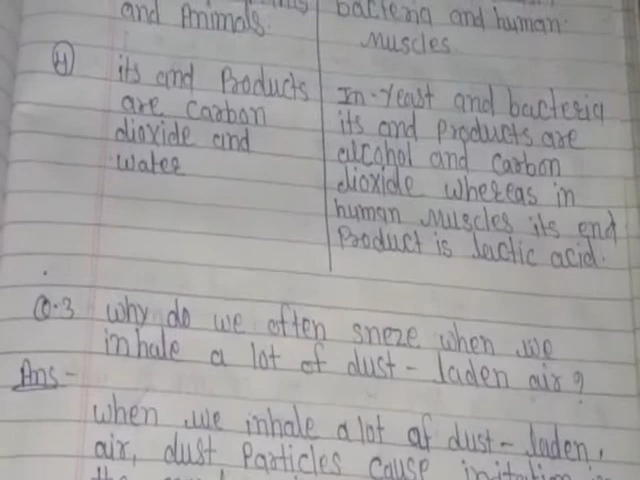 and Animals.
bacteria and human
muscles
(4) its and Products
are carbon
dioxide and
water
In-Yeast and bacteria
its and products are
alcohol and carbon
dioxide whereas in
human muscles its end
Product is lactic acid.
Q.3 why do we often sneze when we
inhale a lot of dust-laden air?
Ans-
when we inhale a lot of dust-laden,
air, dust particles cause